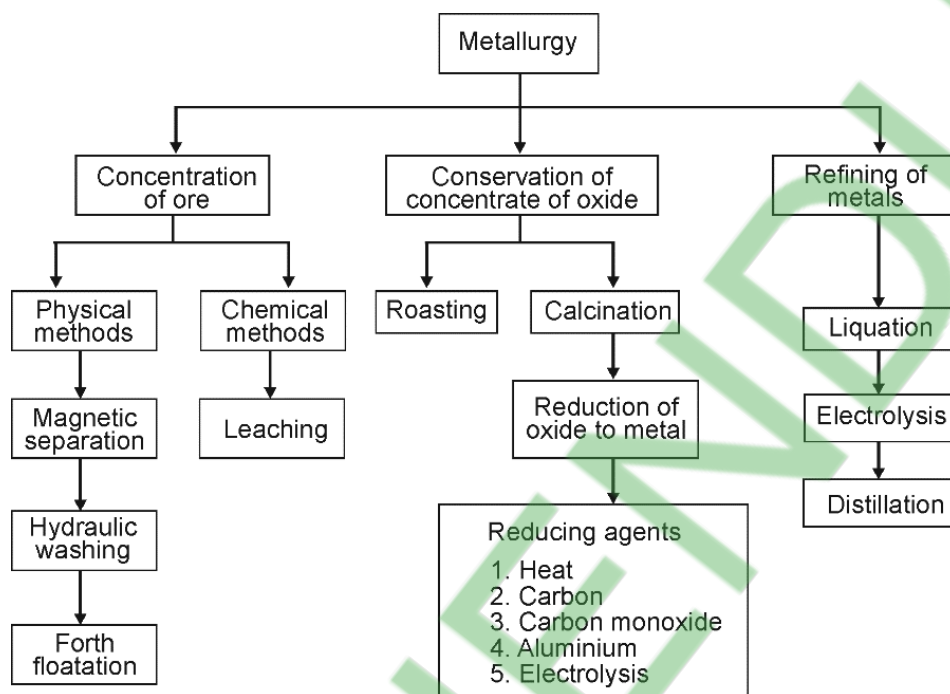 Metallurgy
Concentration
of ore
Conservation of
concentrate of oxide
Refining of
metals
Physical
methods
Chemical
methods
Roasting
Calcination
Liquation
Magnetic
separation
Leaching
Reduction of
oxide to metal
Electrolysis
Hydraulic
washing
Distillation
Forth
floatation
Reducing agents
1. Heat
2. Carbon
3. Carbon monoxide
4. Aluminium
5. Electrolysis